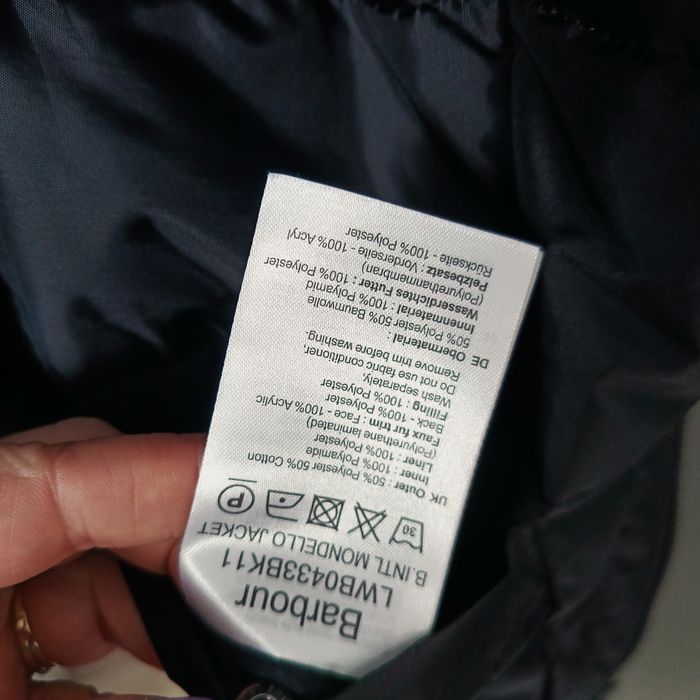 Barbour
LWB0433BK11
B.INTL MONDELLO JACKET
30
P
UK Outer : 50% Polyester 50% Cotton
Inner : 100% Polyamide
Liner : 100% Polyester
(Polyurethane laminated)
Faux fur trim : Face - 100% Acrylic
Back - 100% Polyester
Filling : 100% Polyester
Wash separately,
Do not use fabric conditioner,
Remove trim before washing.
DE Obermaterial :
50% Polyester 50% Baumwolle
Innenmaterial : 100% Polyamid
Wasserdichtes Futter : 100% Polyester
(Polyurethanmembran)
Pelzbesatz : Vorderseite - 100% Acryl
Rückseite - 100% Polyester